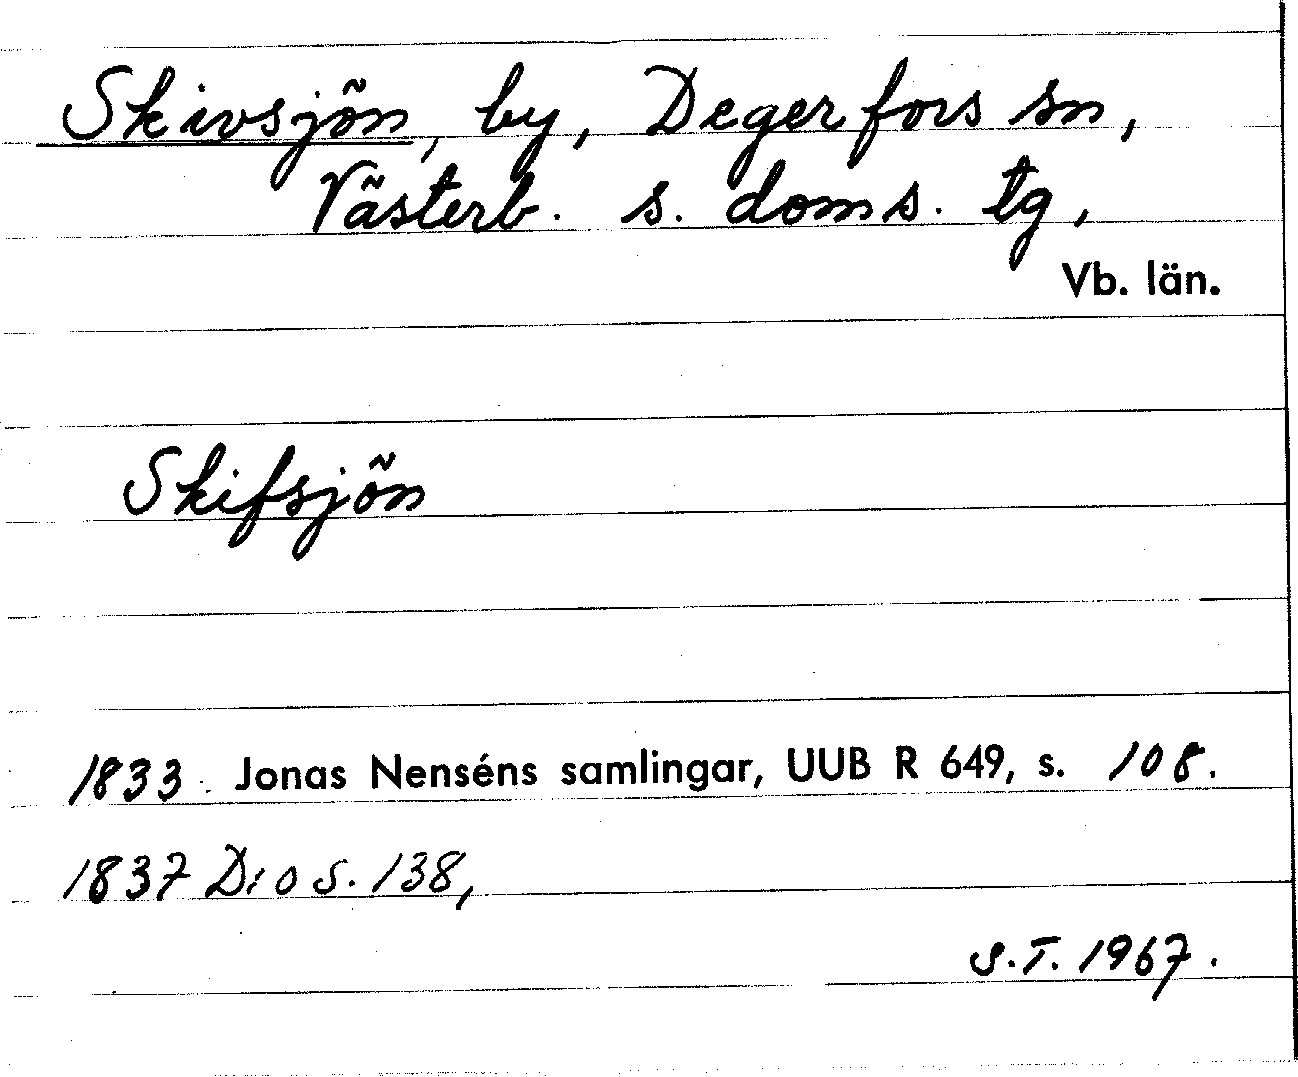 Skivsjön, by, Degerfors sn,
Västerb. s. doms. tg,
Vb. län.
Skifsjön
1833. Jonas Nenséns samlingar, UUB R 649, s. 108.
1837 D:o s. 138,
S.T. 1967.